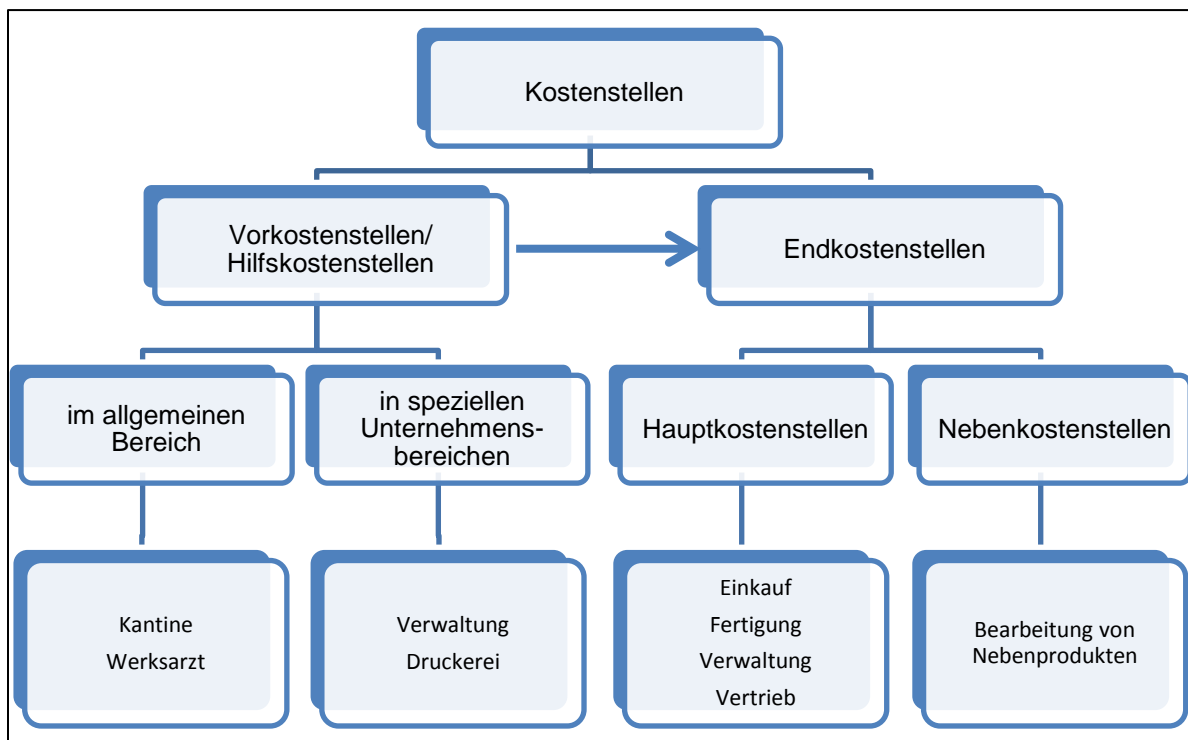 Kostenstellen
Vorkostenstellen/
Hilfskostenstellen
Endkostenstellen
im allgemeinen
Bereich
in speziellen
Unternehmens-
bereichen
Hauptkostenstellen
Nebenkostenstellen
Kantine
Werksarzt
Verwaltung
Druckerei
Einkauf
Fertigung
Verwaltung
Vertrieb
Bearbeitung von
Nebenprodukten